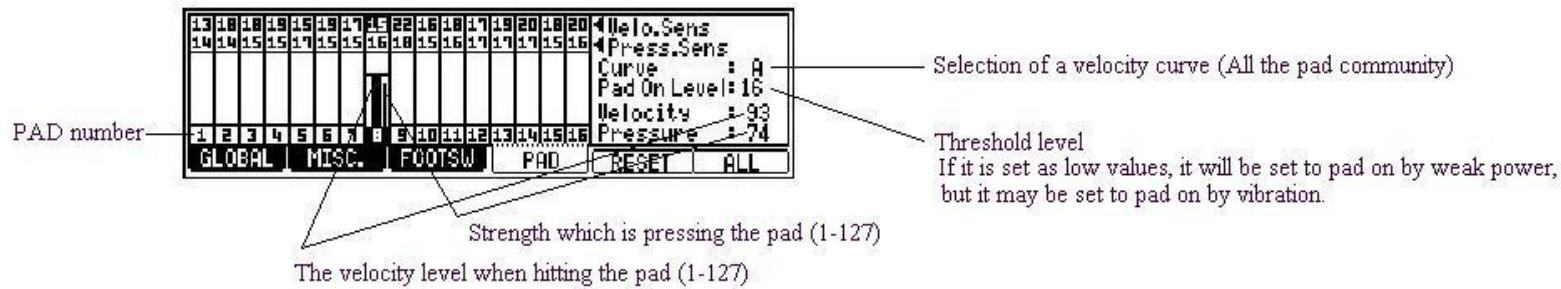 13 18 18 19 15 19 17 15 22 16 18 17 19 20 18 20 ◀Velo.Sens
14 14 15 15 17 15 15 16 18 15 16 17 17 17 15 16 ◀Press.Sens
Curve : A
Pad On Level:16
Velocity :93
Pressure :74
1 2 3 4 5 6 7 8 9 10 11 12 13 14 15 16
GLOBAL MISC. FOOTSW PAD RESET ALL
PAD number
Selection of a velocity curve (All the pad community)
Threshold level
If it is set as low values, it will be set to pad on by weak power,
but it may be set to pad on by vibration.
Strength which is pressing the pad (1-127)
The velocity level when hitting the pad (1-127)